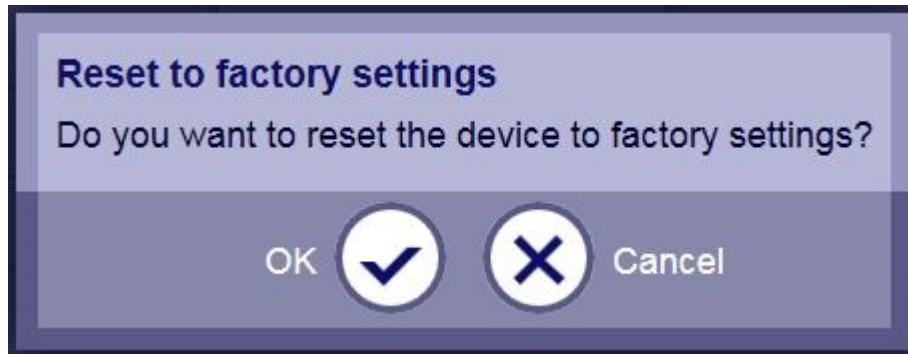 Reset to factory settings
Do you want to reset the device to factory settings?
OK Cancel